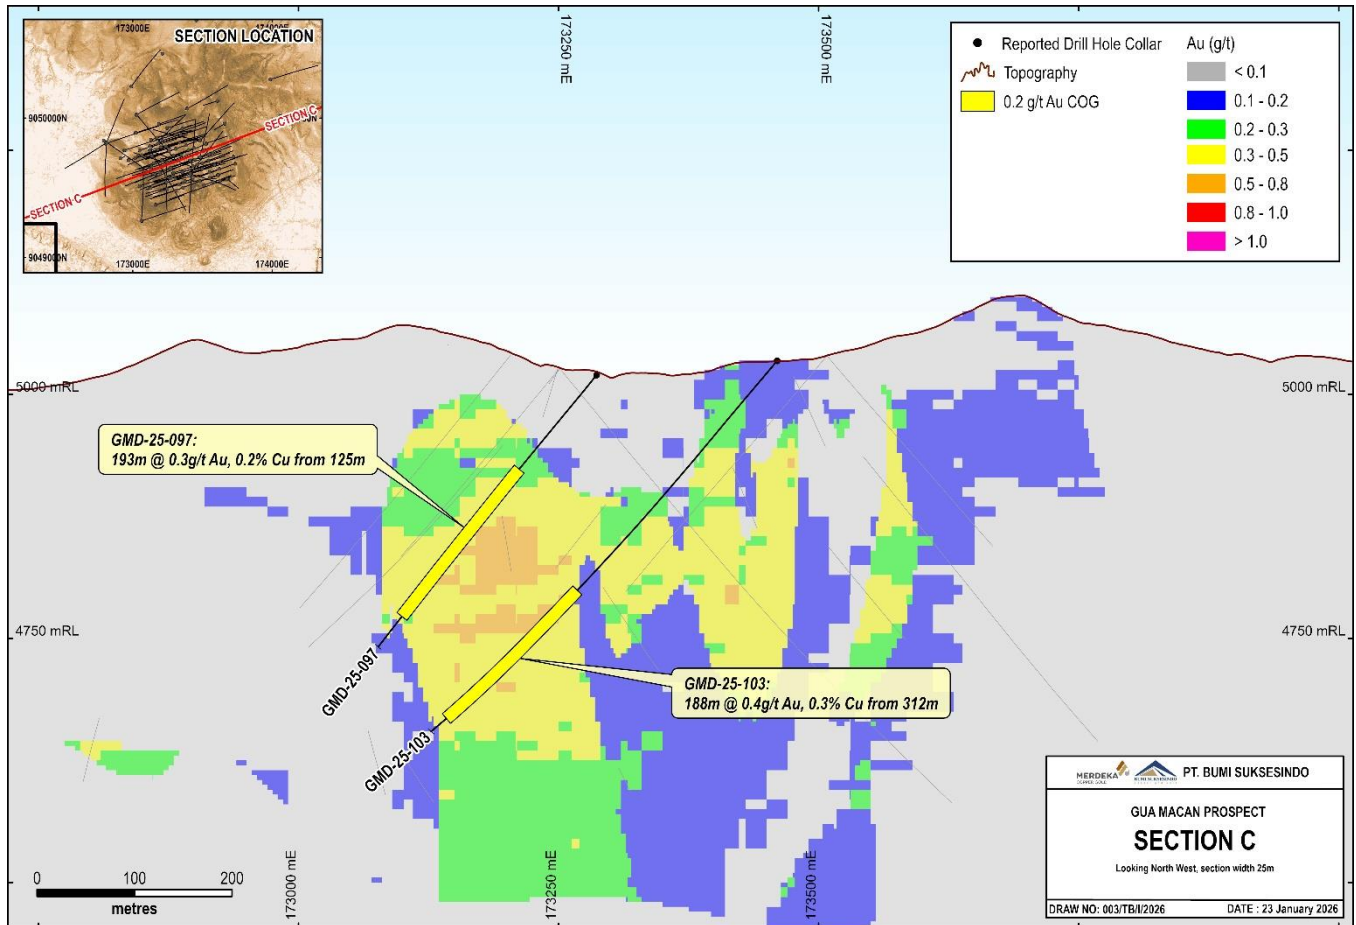 173000E
SECTION LOCATION
9050000N
SECTION C
SECTION C
9049000N
173000E
174000E
173250 mE
173500 mE
Reported Drill Hole Collar
Topography
0.2 g/t Au COG
Au (g/t)
< 0.1
0.1 - 0.2
0.2 - 0.3
0.3 - 0.5
0.5 - 0.8
0.8 - 1.0
> 1.0
5000 mRL
5000 mRL
GMD-25-097:
193m @ 0.3g/t Au, 0.2% Cu from 125m
4750 mRL
4750 mRL
GMD-25-097
GMD-25-103:
188m @ 0.4g/t Au, 0.3% Cu from 312m
GMD-25-103
173000 mE
173250 mE
173500 mE
0 100 200
metres
MERDEKA
COPPER GOLD
BUMI SUKSESINDO
PT. BUMI SUKSESINDO
GUA MACAN PROSPECT
SECTION C
Looking North West, section width 25m
DRAW NO: 003/TB/I/2026 DATE : 23 January 2026